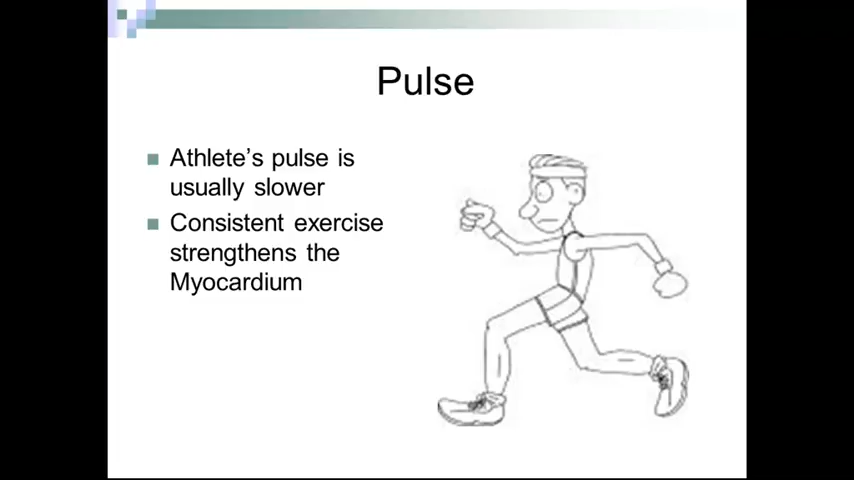 Pulse
Athlete’s pulse is
usually slower
Consistent exercise
strengthens the
Myocardium